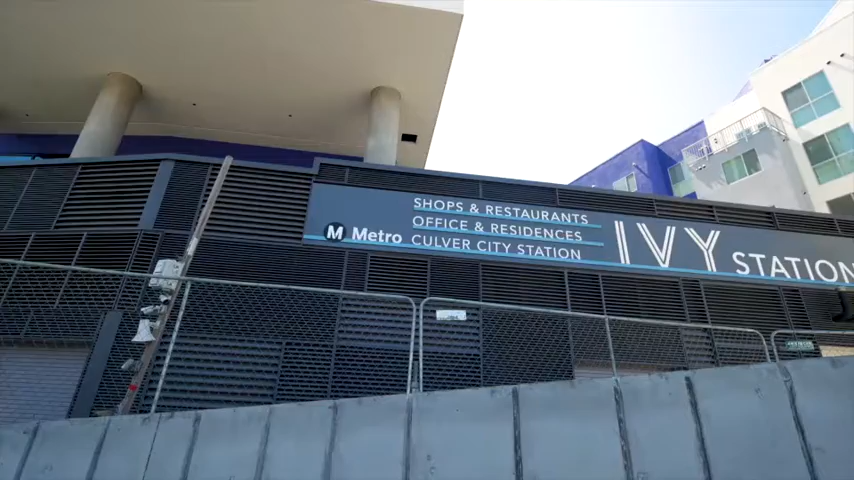 SHOPS & RESTAURANTS
OFFICE & RESIDENCES
M Metro CULVER CITY STATION
IVY STATION